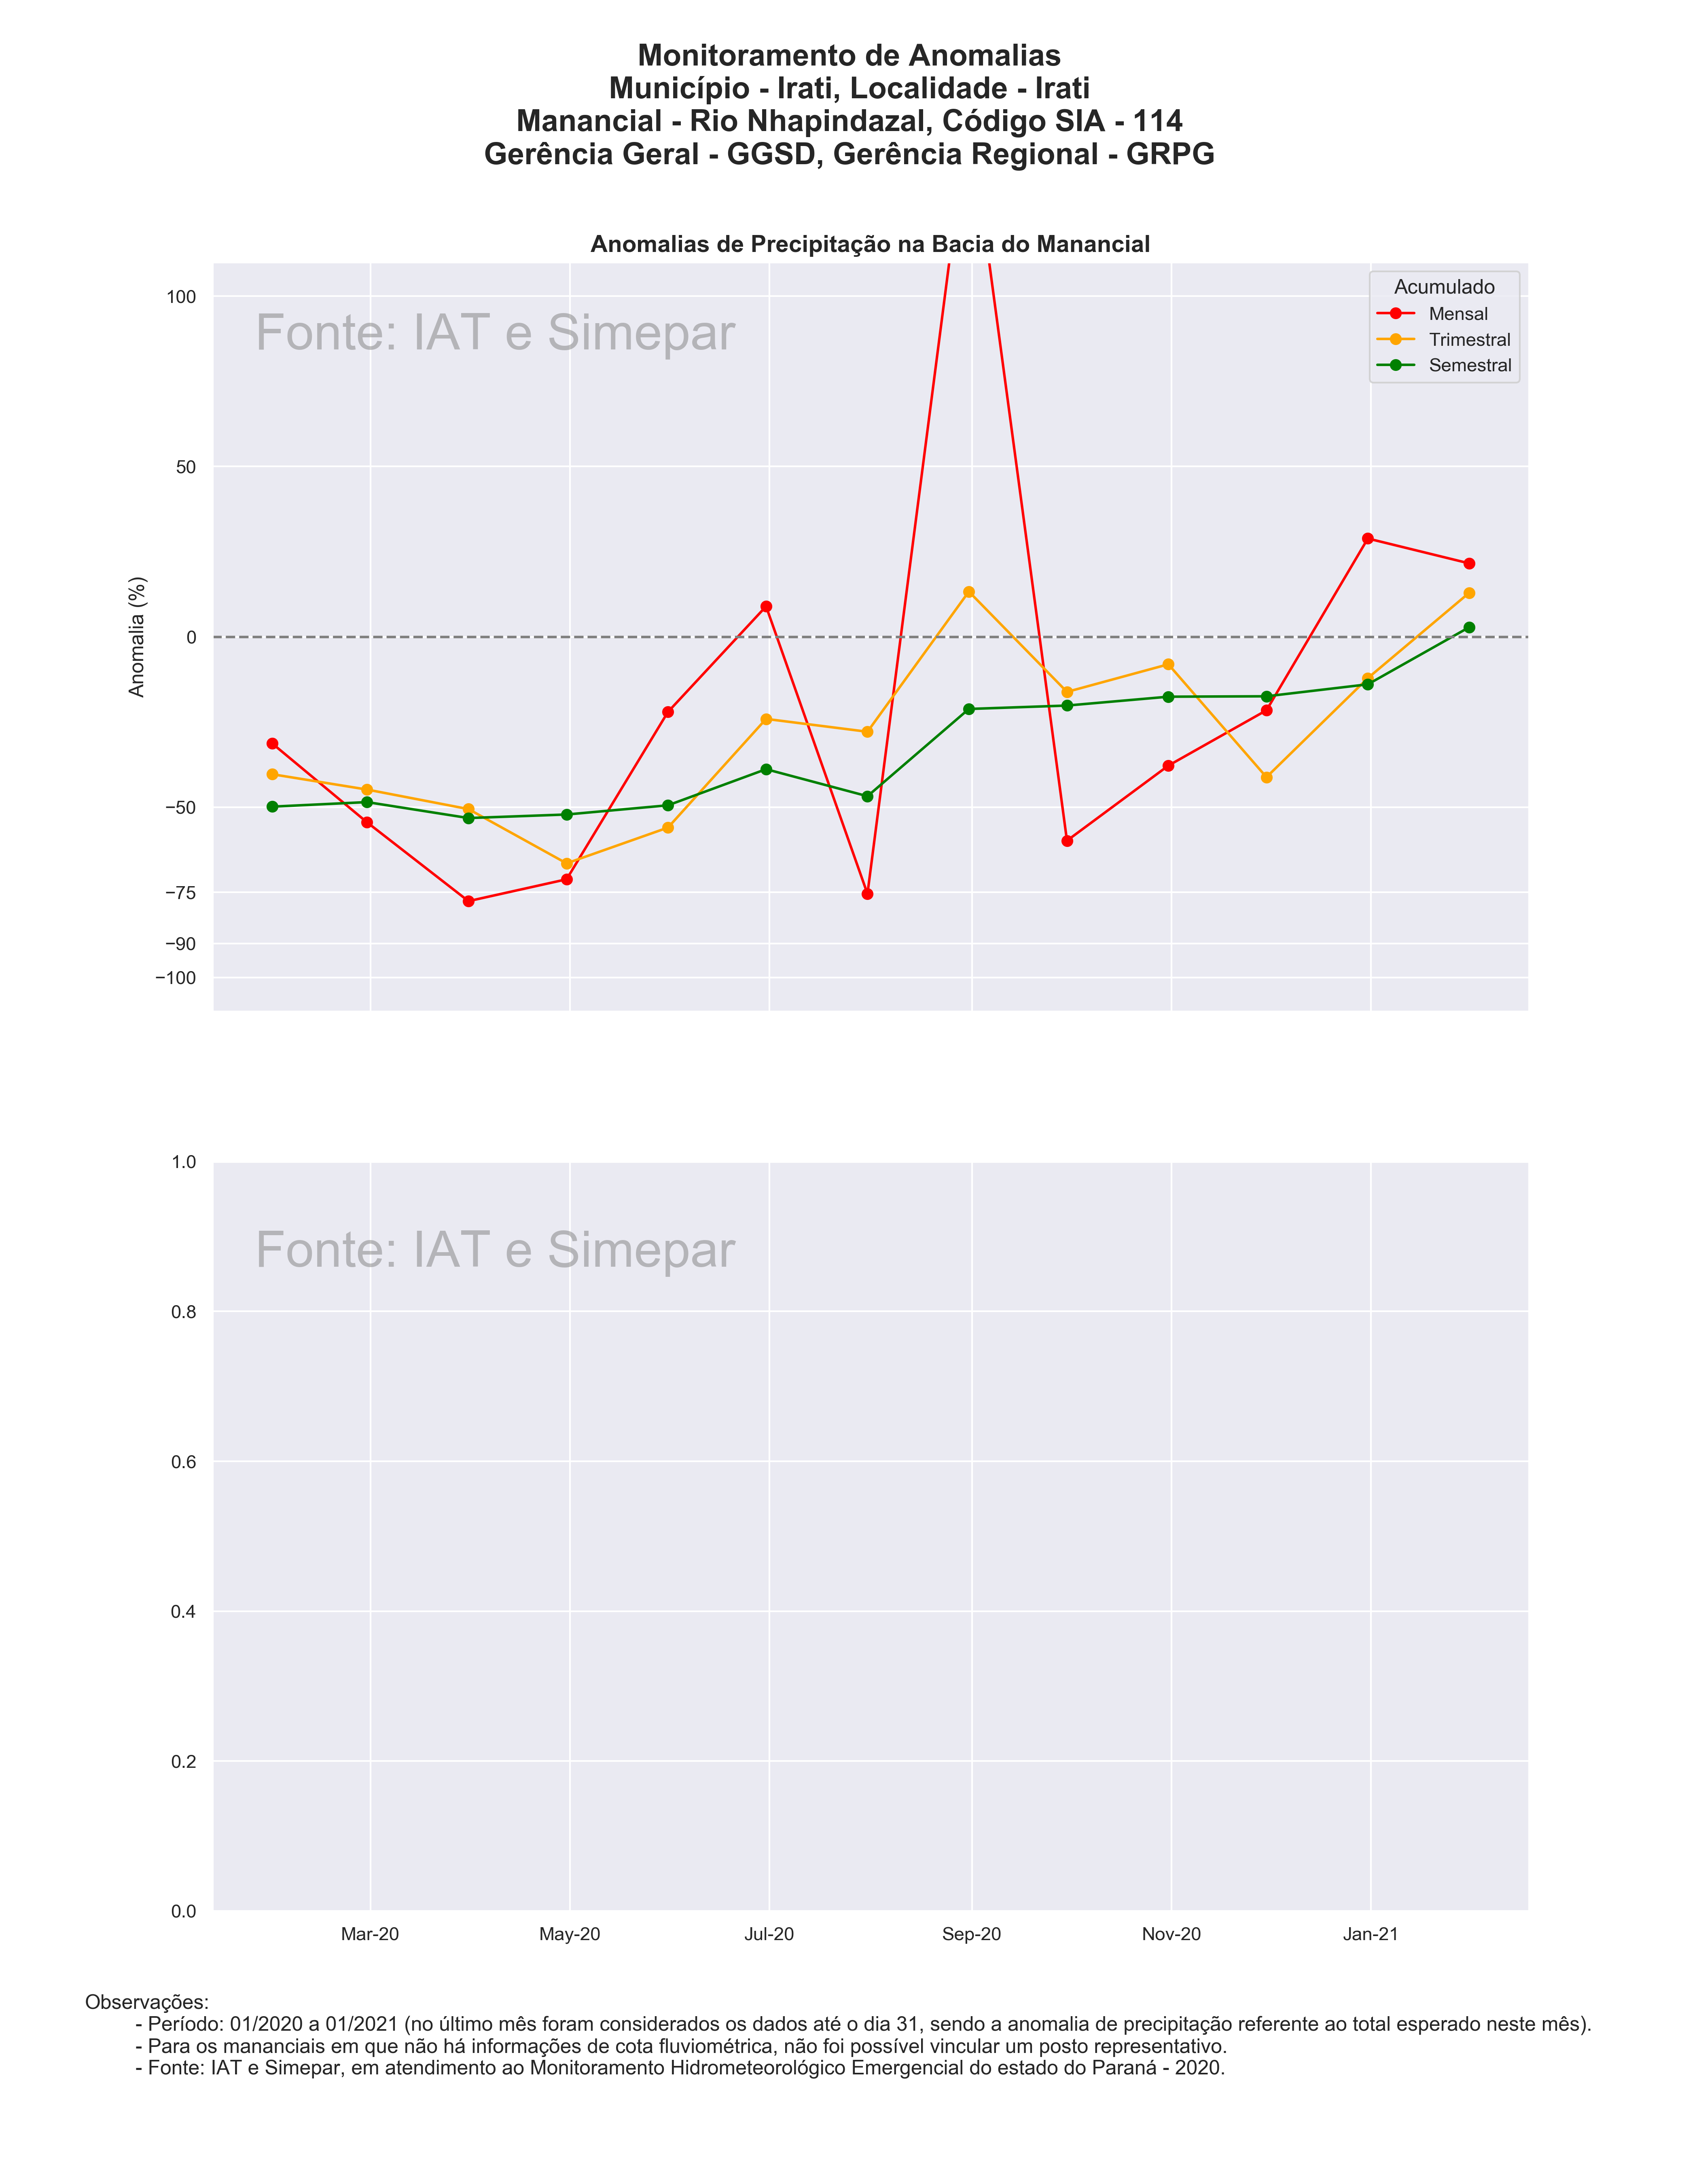 Monitoramento de Anomalias
Município - Irati, Localidade - Irati
Manancial - Rio Nhapindazal, Código SIA - 114
Gerência Geral - GGSD, Gerência Regional - GRPG
Anomalias de Precipitação na Bacia do Manancial
Fonte: IAT e Simepar
Acumulado
Mensal
Trimestral
Semestral
Anomalia (%)
100
50
0
−50
−75
−90
−100
Fonte: IAT e Simepar
1.0
0.8
0.6
0.4
0.2
0.0
Mar-20 May-20 Jul-20 Sep-20 Nov-20 Jan-21
Observações:
- Período: 01/2020 a 01/2021 (no último mês foram considerados os dados até o dia 31, sendo a anomalia de precipitação referente ao total esperado neste mês).
- Para os mananciais em que não há informações de cota fluviométrica, não foi possível vincular um posto representativo.
- Fonte: IAT e Simepar, em atendimento ao Monitoramento Hidrometeorológico Emergencial do estado do Paraná - 2020.